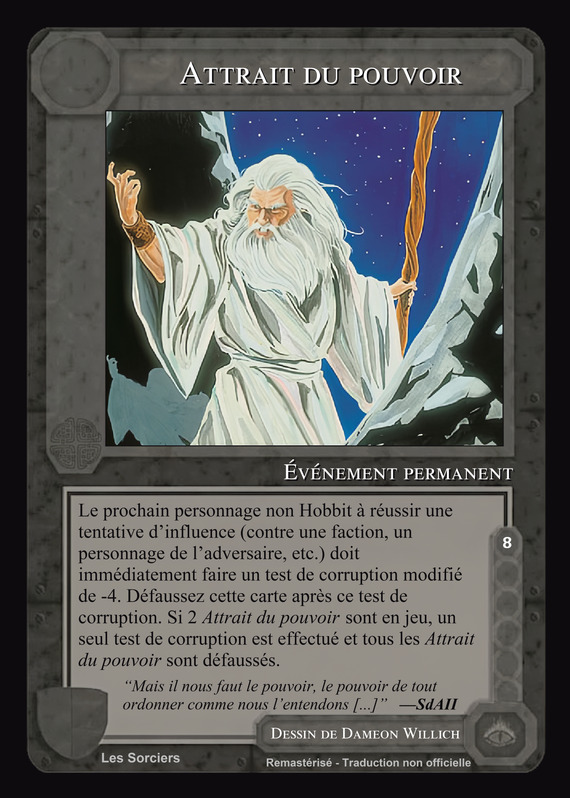 Attrait du pouvoir
Événement permanent
Le prochain personnage non Hobbit à réussir une
tentative d’influence (contre une faction, un
personnage de l’adversaire, etc.) doit
immédiatement faire un test de corruption modifié
de -4. Défaussez cette carte après ce test de
corruption. Si 2 Attrait du pouvoir sont en jeu, un
seul test de corruption est effectué et tous les Attrait
du pouvoir sont défaussés.
8
“Mais il nous faut le pouvoir, le pouvoir de tout
ordonner comme nous l’entendons [...]” —SdAII
Dessin de Dameon Willich
Les Sorciers
Remastérisé - Traduction non officielle